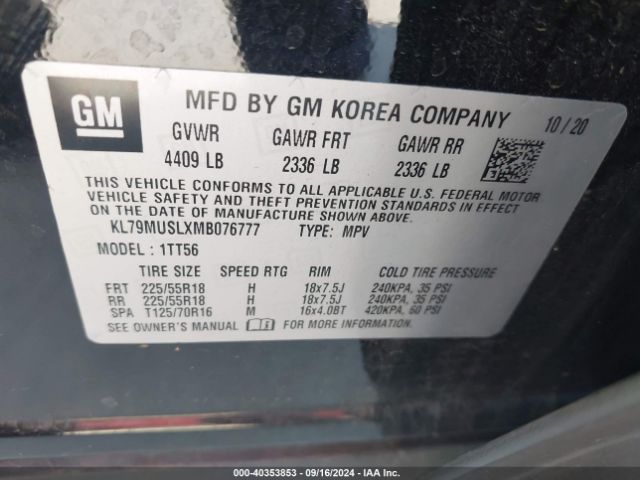 GM
MFD BY GM KOREA COMPANY 10/20
GVWR GAWR FRT GAWR RR
4409 LB 2336 LB 2336 LB
THIS VEHICLE CONFORMS TO ALL APPLICABLE U.S. FEDERAL MOTOR
VEHICLE SAFETY AND THEFT PREVENTION STANDARDS IN EFFECT ON
THE DATE OF MANUFACTURE SHOWN ABOVE.
KL79MUSLXMB076777 TYPE: MPV
MODEL : 1TT56
TIRE SIZE SPEED RTG RIM COLD TIRE PRESSURE
FRT 225/55R18 H 18x7.5J 240KPA, 35 PSI
RR 225/55R18 H 18x7.5J 240KPA, 35 PSI
SPA T125/70R16 M 16x4.0BT 420KPA, 60 PSI
SEE OWNER'S MANUAL FOR MORE INFORMATION
000-40353853 - 09/16/2024 - IAA Inc.